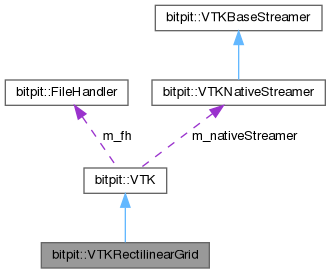 bitpit::VTKBaseStreamer
bitpit::FileHandler
bitpit::VTKNativeStreamer
m_fh
m_nativeStreamer
bitpit::VTK
bitpit::VTKRectilinearGrid